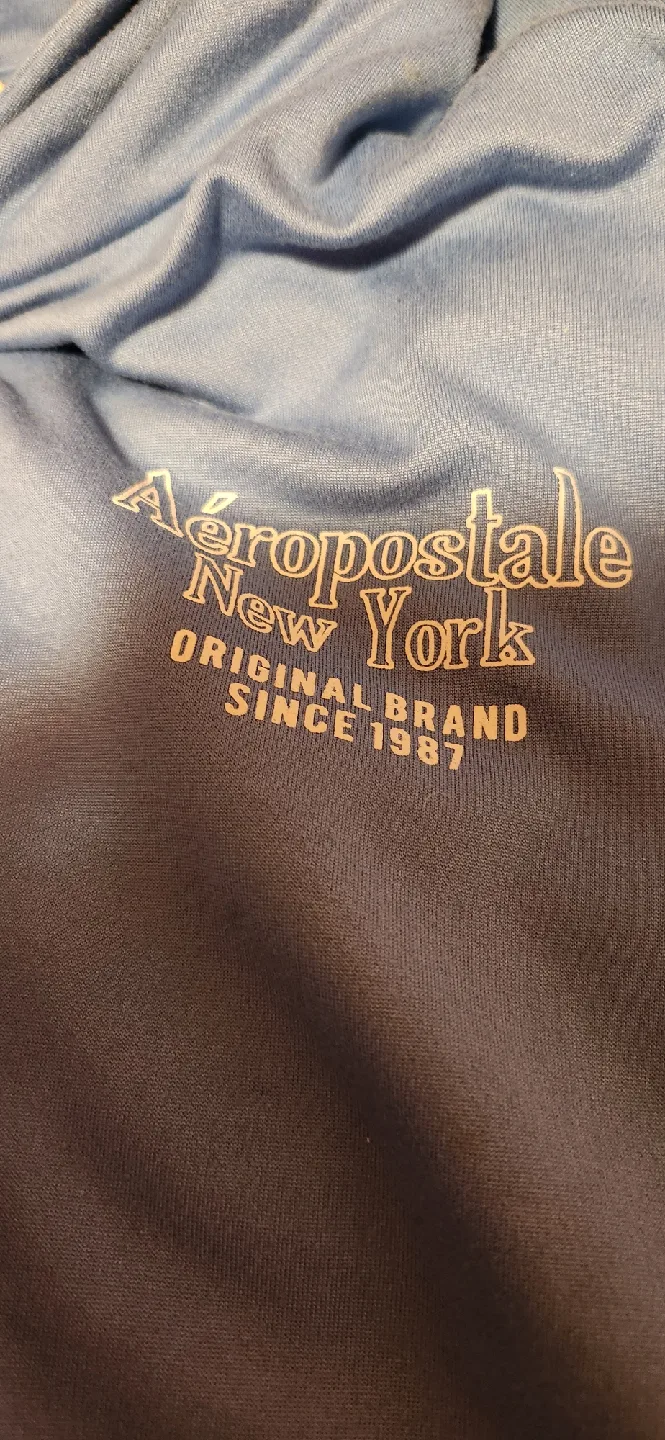 Aéropostale
New York
ORIGINAL BRAND
SINCE 1987